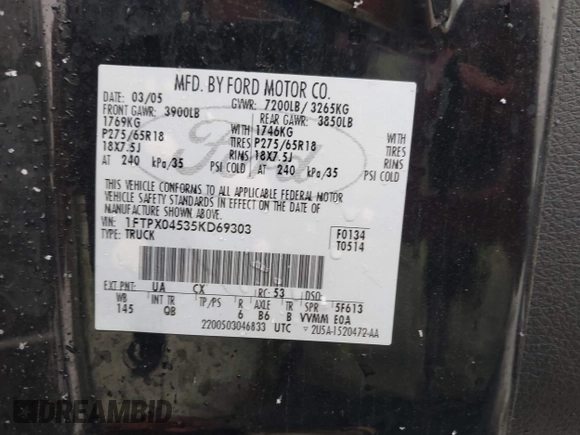 MFD. BY FORD MOTOR CO.
DATE: 03/05 GVWR: 7200LB/ 3265KG
FRONT GAWR: 3900LB REAR GAWR: 3850LB
1769KG WITH 1746KG WITH
P275/65R18 TIRES P275/65R18 TIRES
18X7.5J RIMS 18X7.5J RIMS
AT 240 kPa/35 PSI COLD AT 240 kPa/35 PSI COLD
THIS VEHICLE CONFORMS TO ALL APPLICABLE FEDERAL MOTOR
VEHICLE SAFETY STANDARDS IN EFFECT ON THE DATE OF
MANUFACTURE SHOWN ABOVE.
VIN: 1FTPX04535KD69303 F0134
TYPE: TRUCK T0514
EXT PNT: UA CX RC: 53 DSO:
WB INT TR TP/PS R AXLE TR SPR 5F613
145 QB 6 B6 B VVMM E0A
2200503046833 UTC 2U5A-1520472-AA
Ford
DREAMBID